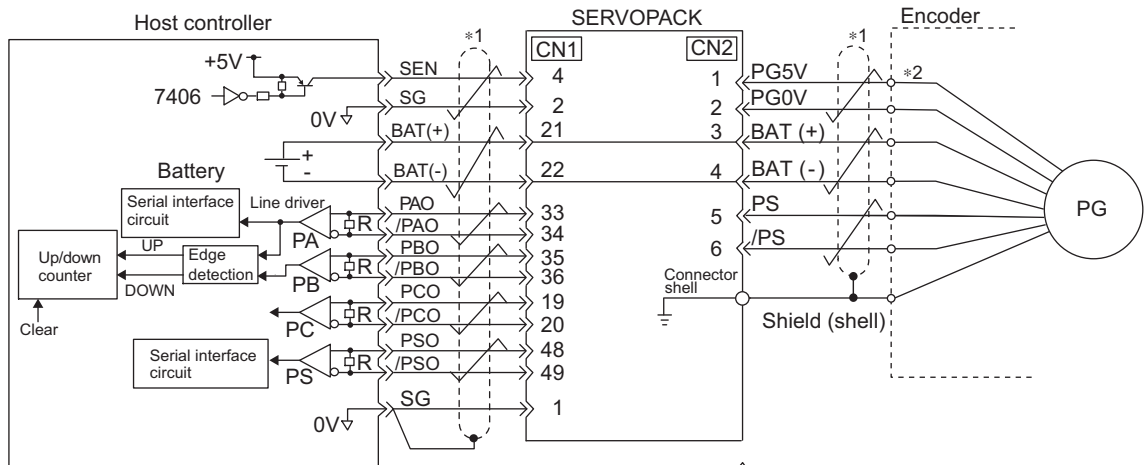 Host controller
SERVOPACK
Encoder
*1
CN1
CN2
*1
+5V
SEN
4
1
PG5V
*2
7406
SG
2
2
PG0V
0V
BAT(+)
21
3
BAT (+)
+
-
Battery
BAT(-)
22
4
BAT (-)
Serial interface
circuit
Line driver
PAO
33
5
PS
PA
R
/PAO
34
PG
UP
Up/down
counter
Edge
detection
PBO
35
6
/PS
DOWN
PB
R
/PBO
36
Connector
shell
PCO
19
Clear
PC
R
/PCO
20
Shield (shell)
Serial interface
circuit
PSO
48
PS
R
/PSO
49
SG
1
0V